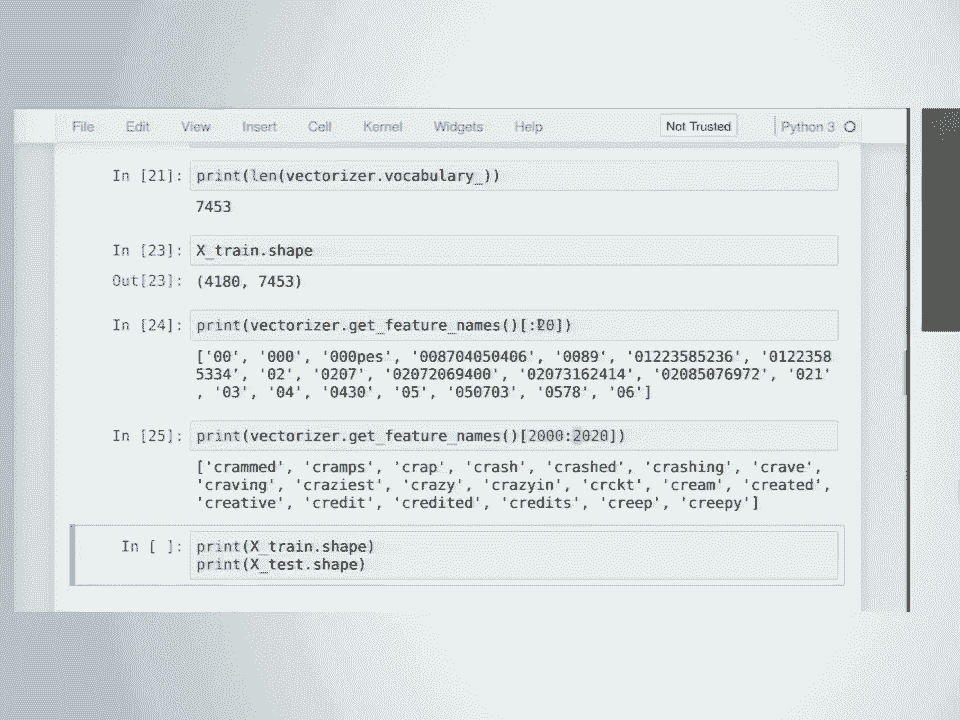 File Edit View Insert Cell Kernel Widgets Help Not Trusted Python 3
In [21]: print(len(vectorizer.vocabulary_))
7453
In [23]: X_train.shape
Out[23]: (4180, 7453)
In [24]: print(vectorizer.get_feature_names()[:20])
['00', '000', '000pes', '008704050406', '0089', '01223585236', '0122358
5334', '02', '0207', '02072069400', '02073162414', '02085076972', '021'
, '03', '04', '0430', '05', '050703', '0578', '06']
In [25]: print(vectorizer.get_feature_names()[2000:2020])
['crammed', 'cramps', 'crap', 'crash', 'crashed', 'crashing', 'crave',
'craving', 'craziest', 'crazy', 'crazyin', 'crckt', 'cream', 'created',
'creative', 'credit', 'credited', 'credits', 'creep', 'creepy']
In [ ]: print(X_train.shape)
print(X_test.shape)